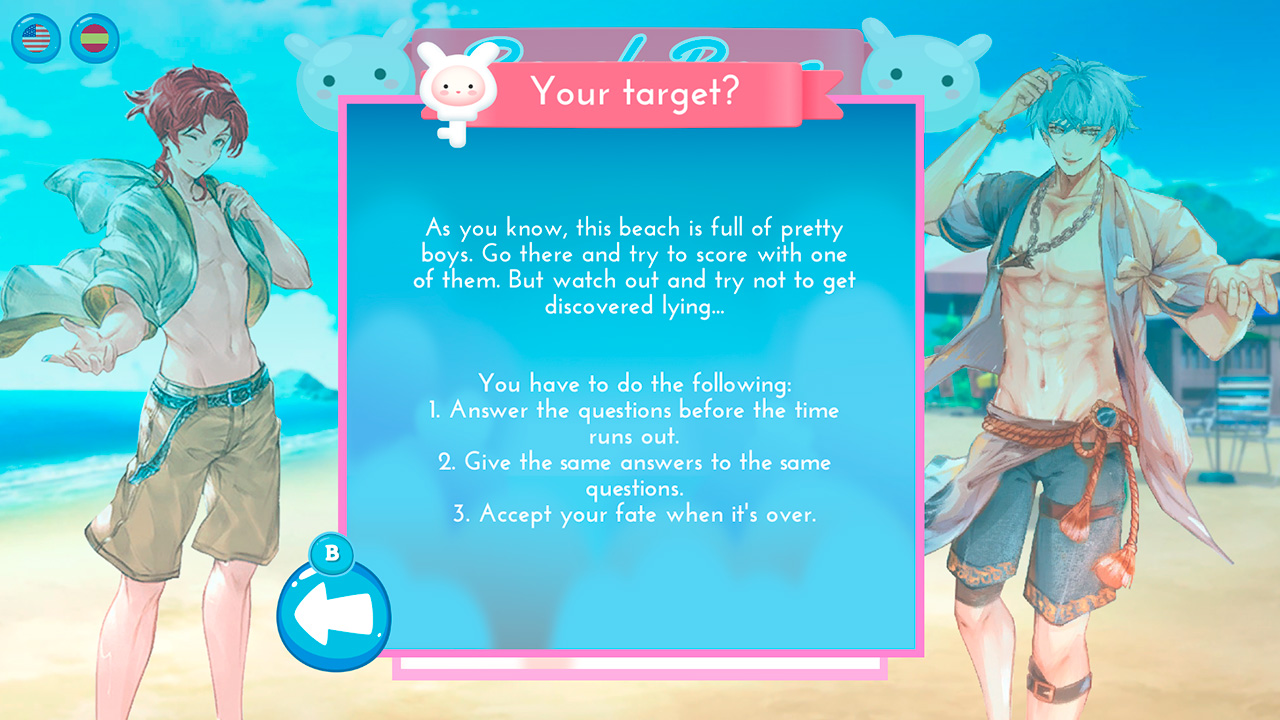 Your target?
As you know, this beach is full of pretty
boys. Go there and try to score with one
of them. But watch out and try not to get
discovered lying...
You have to do the following:
1. Answer the questions before the time
runs out.
2. Give the same answers to the same
questions.
3. Accept your fate when it's over.
B